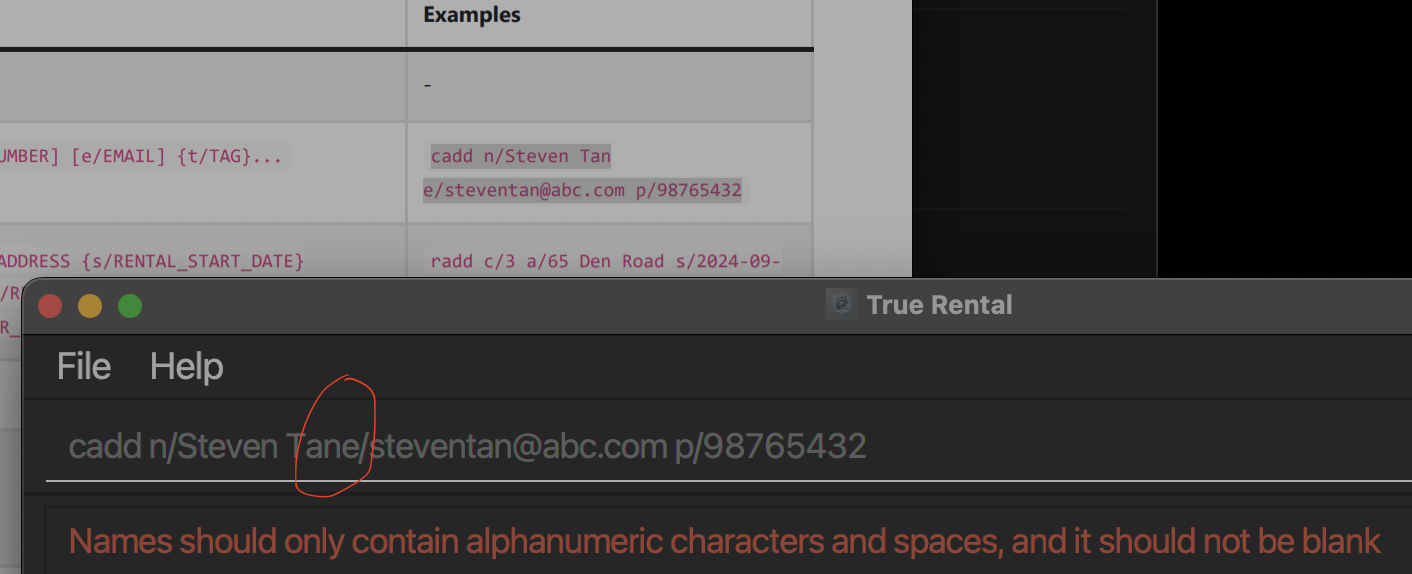 Examples
-
UMBER] [e/EMAIL] {t/TAG}...
cadd n/Steven Tan
e/steventan@abc.com p/98765432
ADDRESS {s/RENTAL_START_DATE}
radd c/3 a/65 Den Road s/2024-09-
/R
R_
True Rental
File Help
cadd n/Steven Tane/steventan@abc.com p/98765432
Names should only contain alphanumeric characters and spaces, and it should not be blank